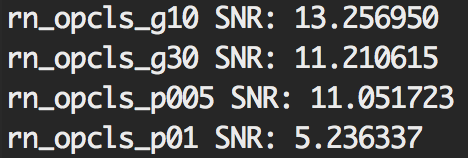 rn_opcls_g10 SNR: 13.256950
rn_opcls_g30 SNR: 11.210615
rn_opcls_p005 SNR: 11.051723
rn_opcls_p01 SNR: 5.236337